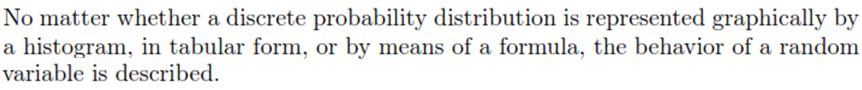 No matter whether a discrete probability distribution is represented graphically by
a histogram, in tabular form, or by means of a formula, the behavior of a random
variable is described.